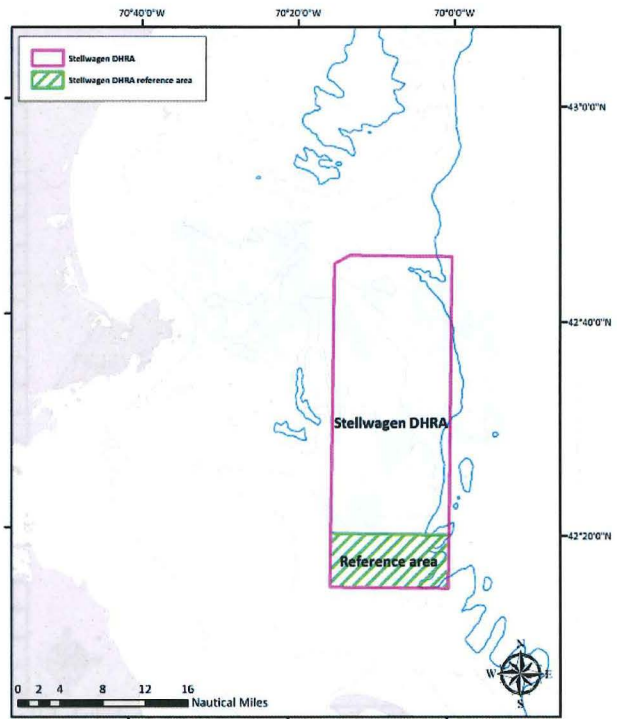 70°40'0"W 70°20'0"W 70°0'0"W
Stellwagen DHRA
Stellwagen DHRA reference area
43°0'0"N
42°40'0"N
Stellwagen DHRA
42°20'0"N
Reference area
N
W E
S
0 2 4 8 12 16
Nautical Miles